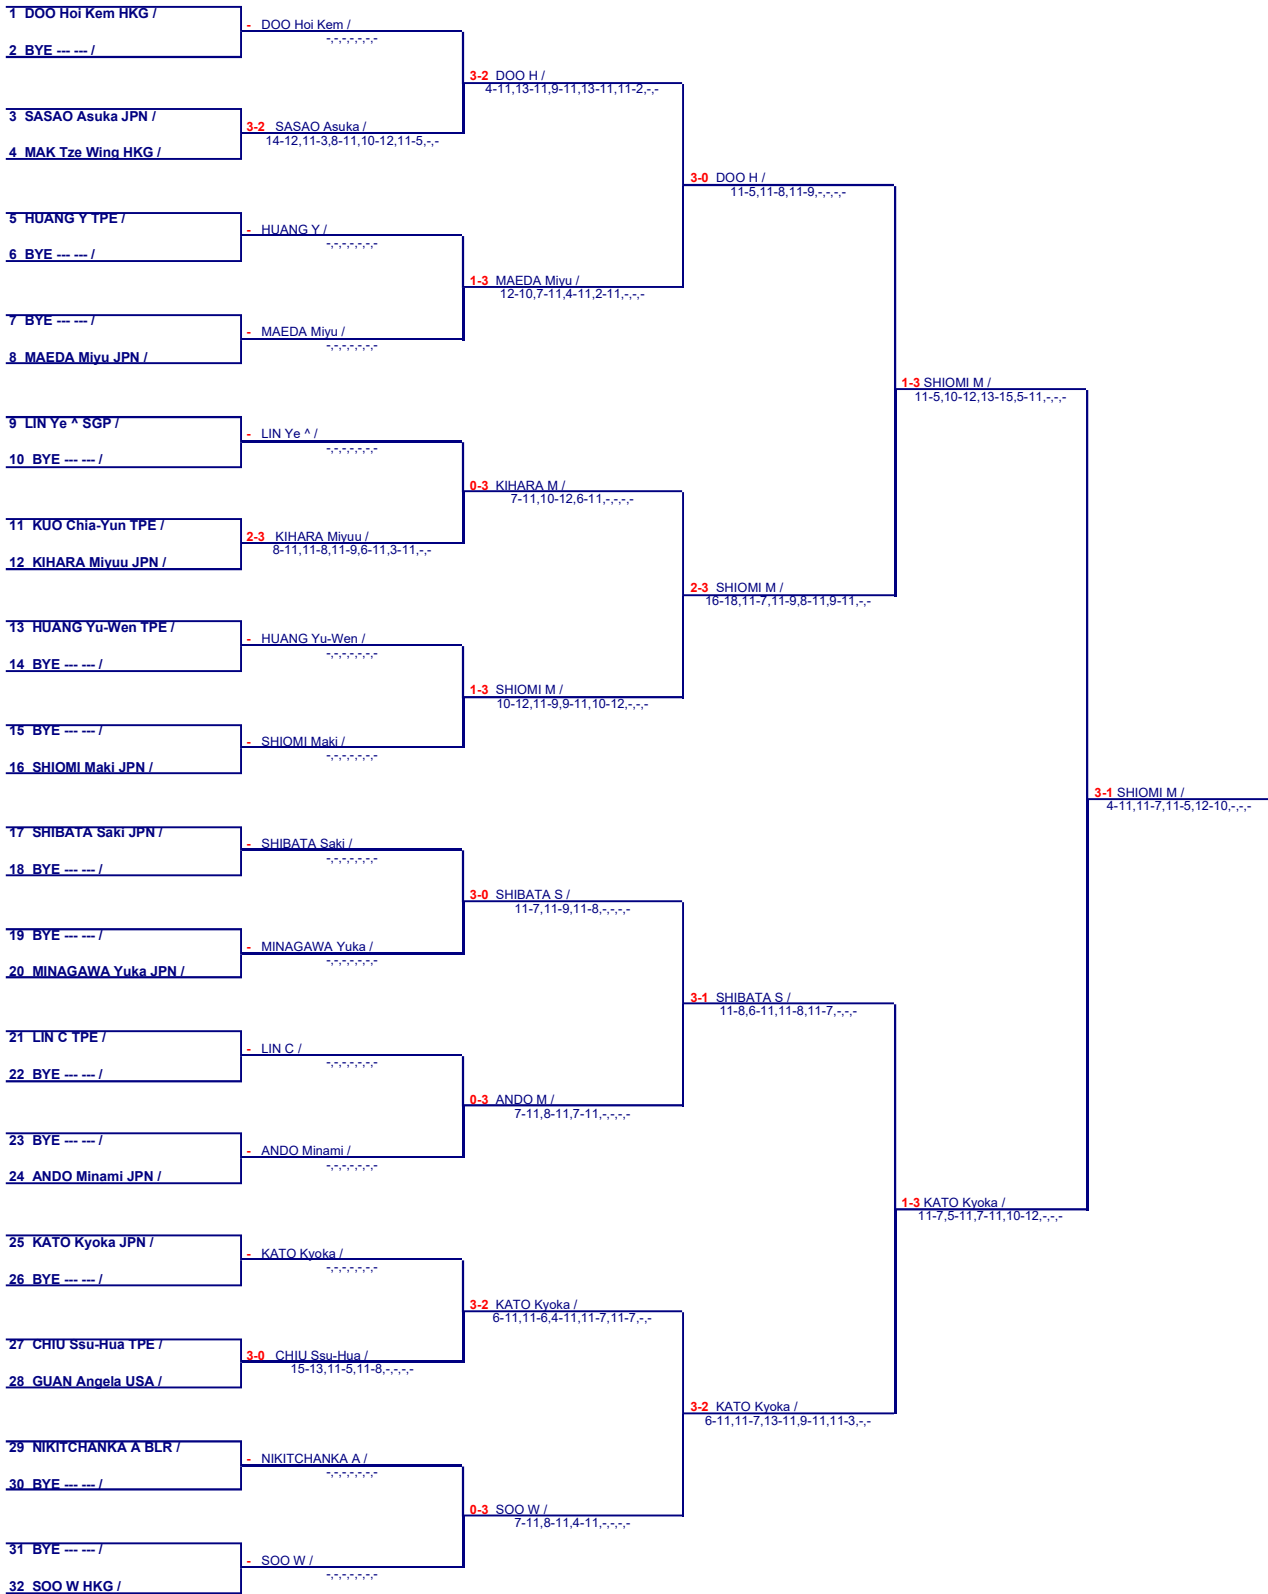 1 DOO Hoi Kem HKG /
2 BYE --- --- /
3 SASAO Asuka JPN /
4 MAK Tze Wing HKG /
5 HUANG Y TPE /
6 BYE --- --- /
7 BYE --- --- /
8 MAEDA Miyu JPN /
9 LIN Ye ^ SGP /
10 BYE --- --- /
11 KUO Chia-Yun TPE /
12 KIHARA Miyuu JPN /
13 HUANG Yu-Wen TPE /
14 BYE --- --- /
15 BYE --- --- /
16 SHIOMI Maki JPN /
17 SHIBATA Saki JPN /
18 BYE --- --- /
19 BYE --- --- /
20 MINAGAWA Yuka JPN /
21 LIN C TPE /
22 BYE --- --- /
23 BYE --- --- /
24 ANDO Minami JPN /
25 KATO Kyoka JPN /
26 BYE --- --- /
27 CHIU Ssu-Hua TPE /
28 GUAN Angela USA /
29 NIKITCHANKA A BLR /
30 BYE --- --- /
31 BYE --- --- /
32 SOO W HKG /
- DOO Hoi Kem /
-,-,-,-,-,-,-
3-2 SASAO Asuka /
14-12,11-3,8-11,10-12,11-5,-,-
- HUANG Y /
-,-,-,-,-,-,-
- MAEDA Miyu /
-,-,-,-,-,-,-
- LIN Ye ^ /
-,-,-,-,-,-,-
2-3 KIHARA Miyuu /
8-11,11-8,11-9,6-11,3-11,-,-
- HUANG Yu-Wen /
-,-,-,-,-,-,-
- SHIOMI Maki /
-,-,-,-,-,-,-
- SHIBATA Saki /
-,-,-,-,-,-,-
- MINAGAWA Yuka /
-,-,-,-,-,-,-
- LIN C /
-,-,-,-,-,-,-
- ANDO Minami /
-,-,-,-,-,-,-
- KATO Kyoka /
-,-,-,-,-,-,-
3-0 CHIU Ssu-Hua /
15-13,11-5,11-8,-,-,-,-
- NIKITCHANKA A /
-,-,-,-,-,-,-
- SOO W /
-,-,-,-,-,-,-
3-2 DOO H /
4-11,13-11,9-11,13-11,11-2,-,-
1-3 MAEDA Miyu /
12-10,7-11,4-11,2-11,-,-,-
0-3 KIHARA M /
7-11,10-12,6-11,-,-,-,-
1-3 SHIOMI M /
10-12,11-9,9-11,10-12,-,-,-
3-0 SHIBATA S /
11-7,11-9,11-8,-,-,-,-
0-3 ANDO M /
7-11,8-11,7-11,-,-,-,-
3-2 KATO Kyoka /
6-11,11-6,4-11,11-7,11-7,-,-
0-3 SOO W /
7-11,8-11,4-11,-,-,-,-
3-0 DOO H /
11-5,11-8,11-9,-,-,-,-
2-3 SHIOMI M /
16-18,11-7,11-9,8-11,9-11,-,-
3-1 SHIBATA S /
11-8,6-11,11-8,11-7,-,-,-
3-2 KATO Kyoka /
6-11,11-7,13-11,9-11,11-3,-,-
1-3 SHIOMI M /
11-5,10-12,13-15,5-11,-,-,-
1-3 KATO Kyoka /
11-7,5-11,7-11,10-12,-,-,-
3-1 SHIOMI M /
4-11,11-7,11-5,12-10,-,-,-